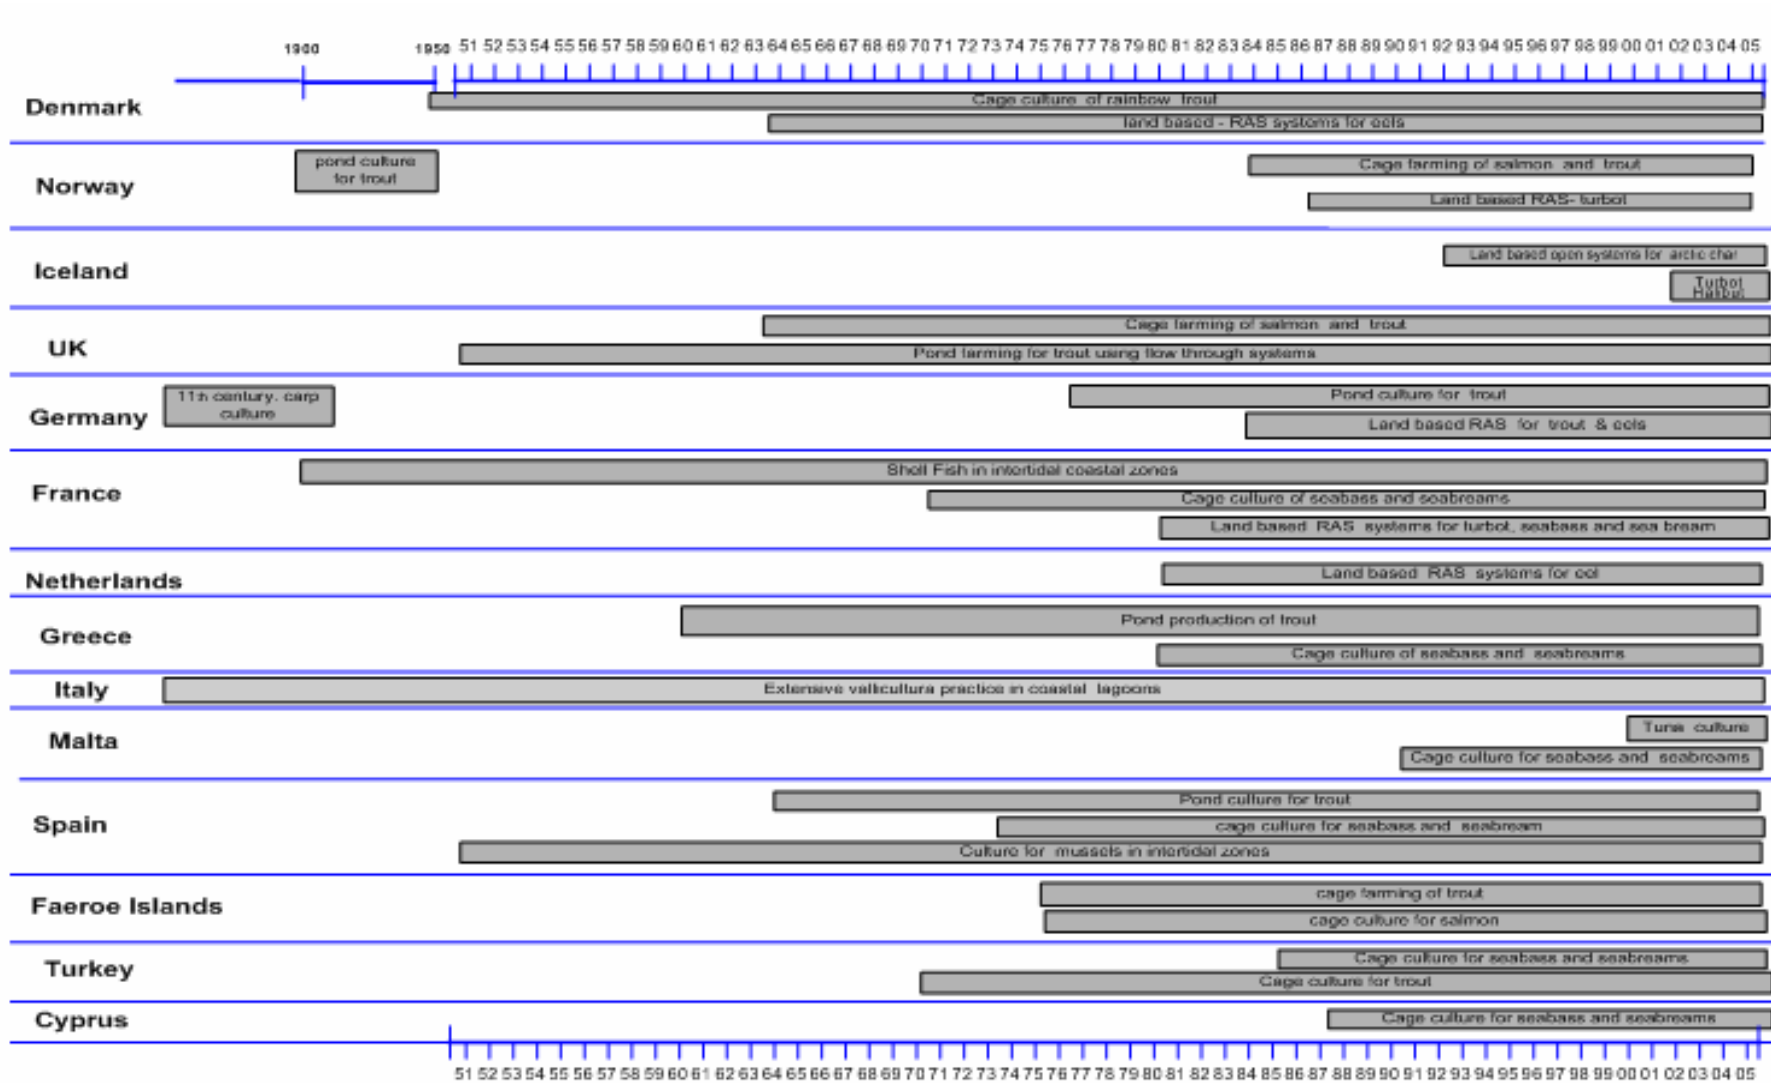 1900
1950 51 52 53 54 55 56 57 58 59 60 61 62 63 64 65 66 67 68 69 70 71 72 73 74 75 76 77 78 79 80 81 82 83 84 85 86 87 88 89 90 91 92 93 94 95 96 97 98 99 00 01 02 03 04 05
Denmark
Cage culture of rainbow trout
land based - RAS systems for eels
Norway
pond culture
for trout
Cage farming of salmon and trout
Land based RAS- turbot
Iceland
Land based open systems for arctic char
Turbot
Halibut
UK
Cage farming of salmon and trout
Pond farming for trout using flow through systems
Germany
11th century. carp
culture
Pond culture for trout
Land based RAS for trout & eels
France
Shell Fish in intertidal coastal zones
Cage culture of seabass and seabreams
Land based RAS systems for turbot, seabass and sea bream
Netherlands
Land based RAS systems for eel
Greece
Pond production of trout
Cage culture of seabass and seabreams
Italy
Extensive vallicultura practice in coastal lagoons
Malta
Tuna culture
Cage culture for seabass and seabreams
Spain
Pond culture for trout
cage culture for seabass and seabream
Culture for mussels in intertidal zones
Faeroe Islands
cage farming of trout
cage culture for salmon
Turkey
Cage culture for seabass and seabreams
Cage culture for trout
Cyprus
Cage culture for seabass and seabreams
51 52 53 54 55 56 57 58 59 60 61 62 63 64 65 66 67 68 69 70 71 72 73 74 75 76 77 78 79 80 81 82 83 84 85 86 87 88 89 90 91 92 93 94 95 96 97 98 99 00 01 02 03 04 05